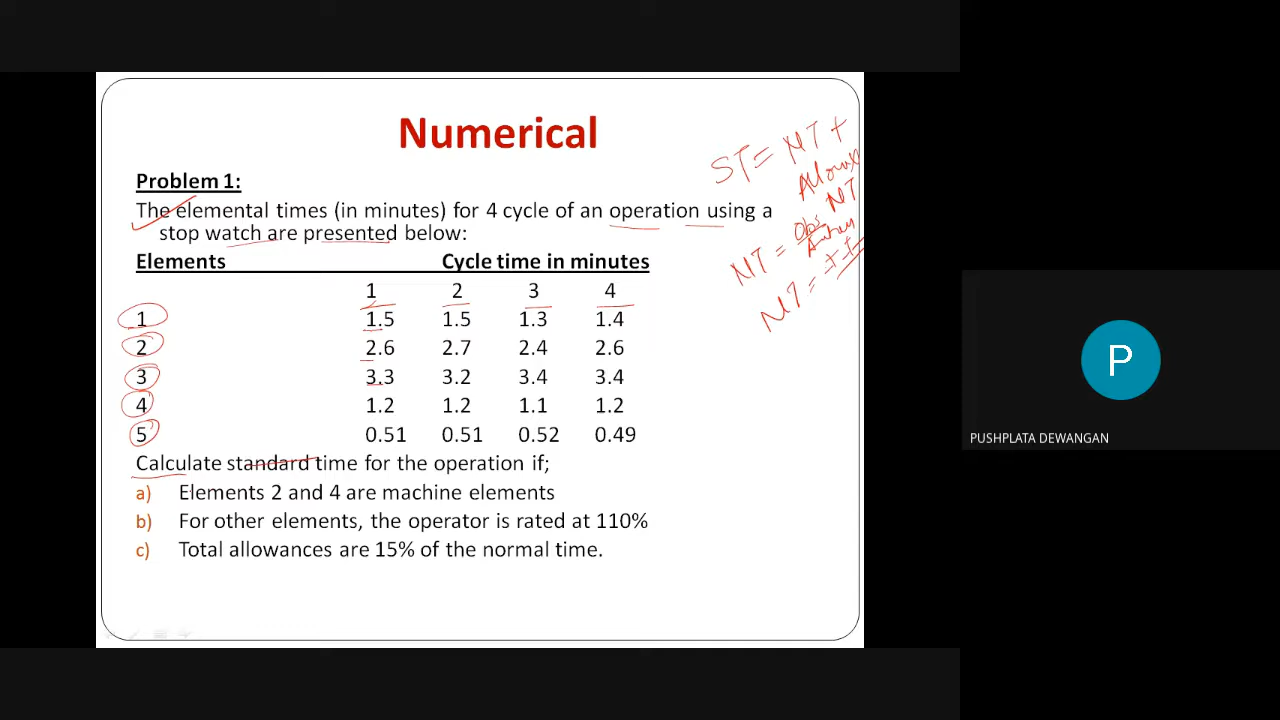 Numerical
Problem 1:
The elemental times (in minutes) for 4 cycle of an operation using a
stop watch are presented below:
Elements Cycle time in minutes
1 2 3 4
1 1.5 1.5 1.3 1.4
2 2.6 2.7 2.4 2.6
3 3.3 3.2 3.4 3.4
4 1.2 1.2 1.1 1.2
5 0.51 0.51 0.52 0.49
Calculate standard time for the operation if;
a) Elements 2 and 4 are machine elements
b) For other elements, the operator is rated at 110%
c) Total allowances are 15% of the normal time.
ST = NT +
NT
NT = Obs
NT =
P
PUSHPLATA DEWANGAN